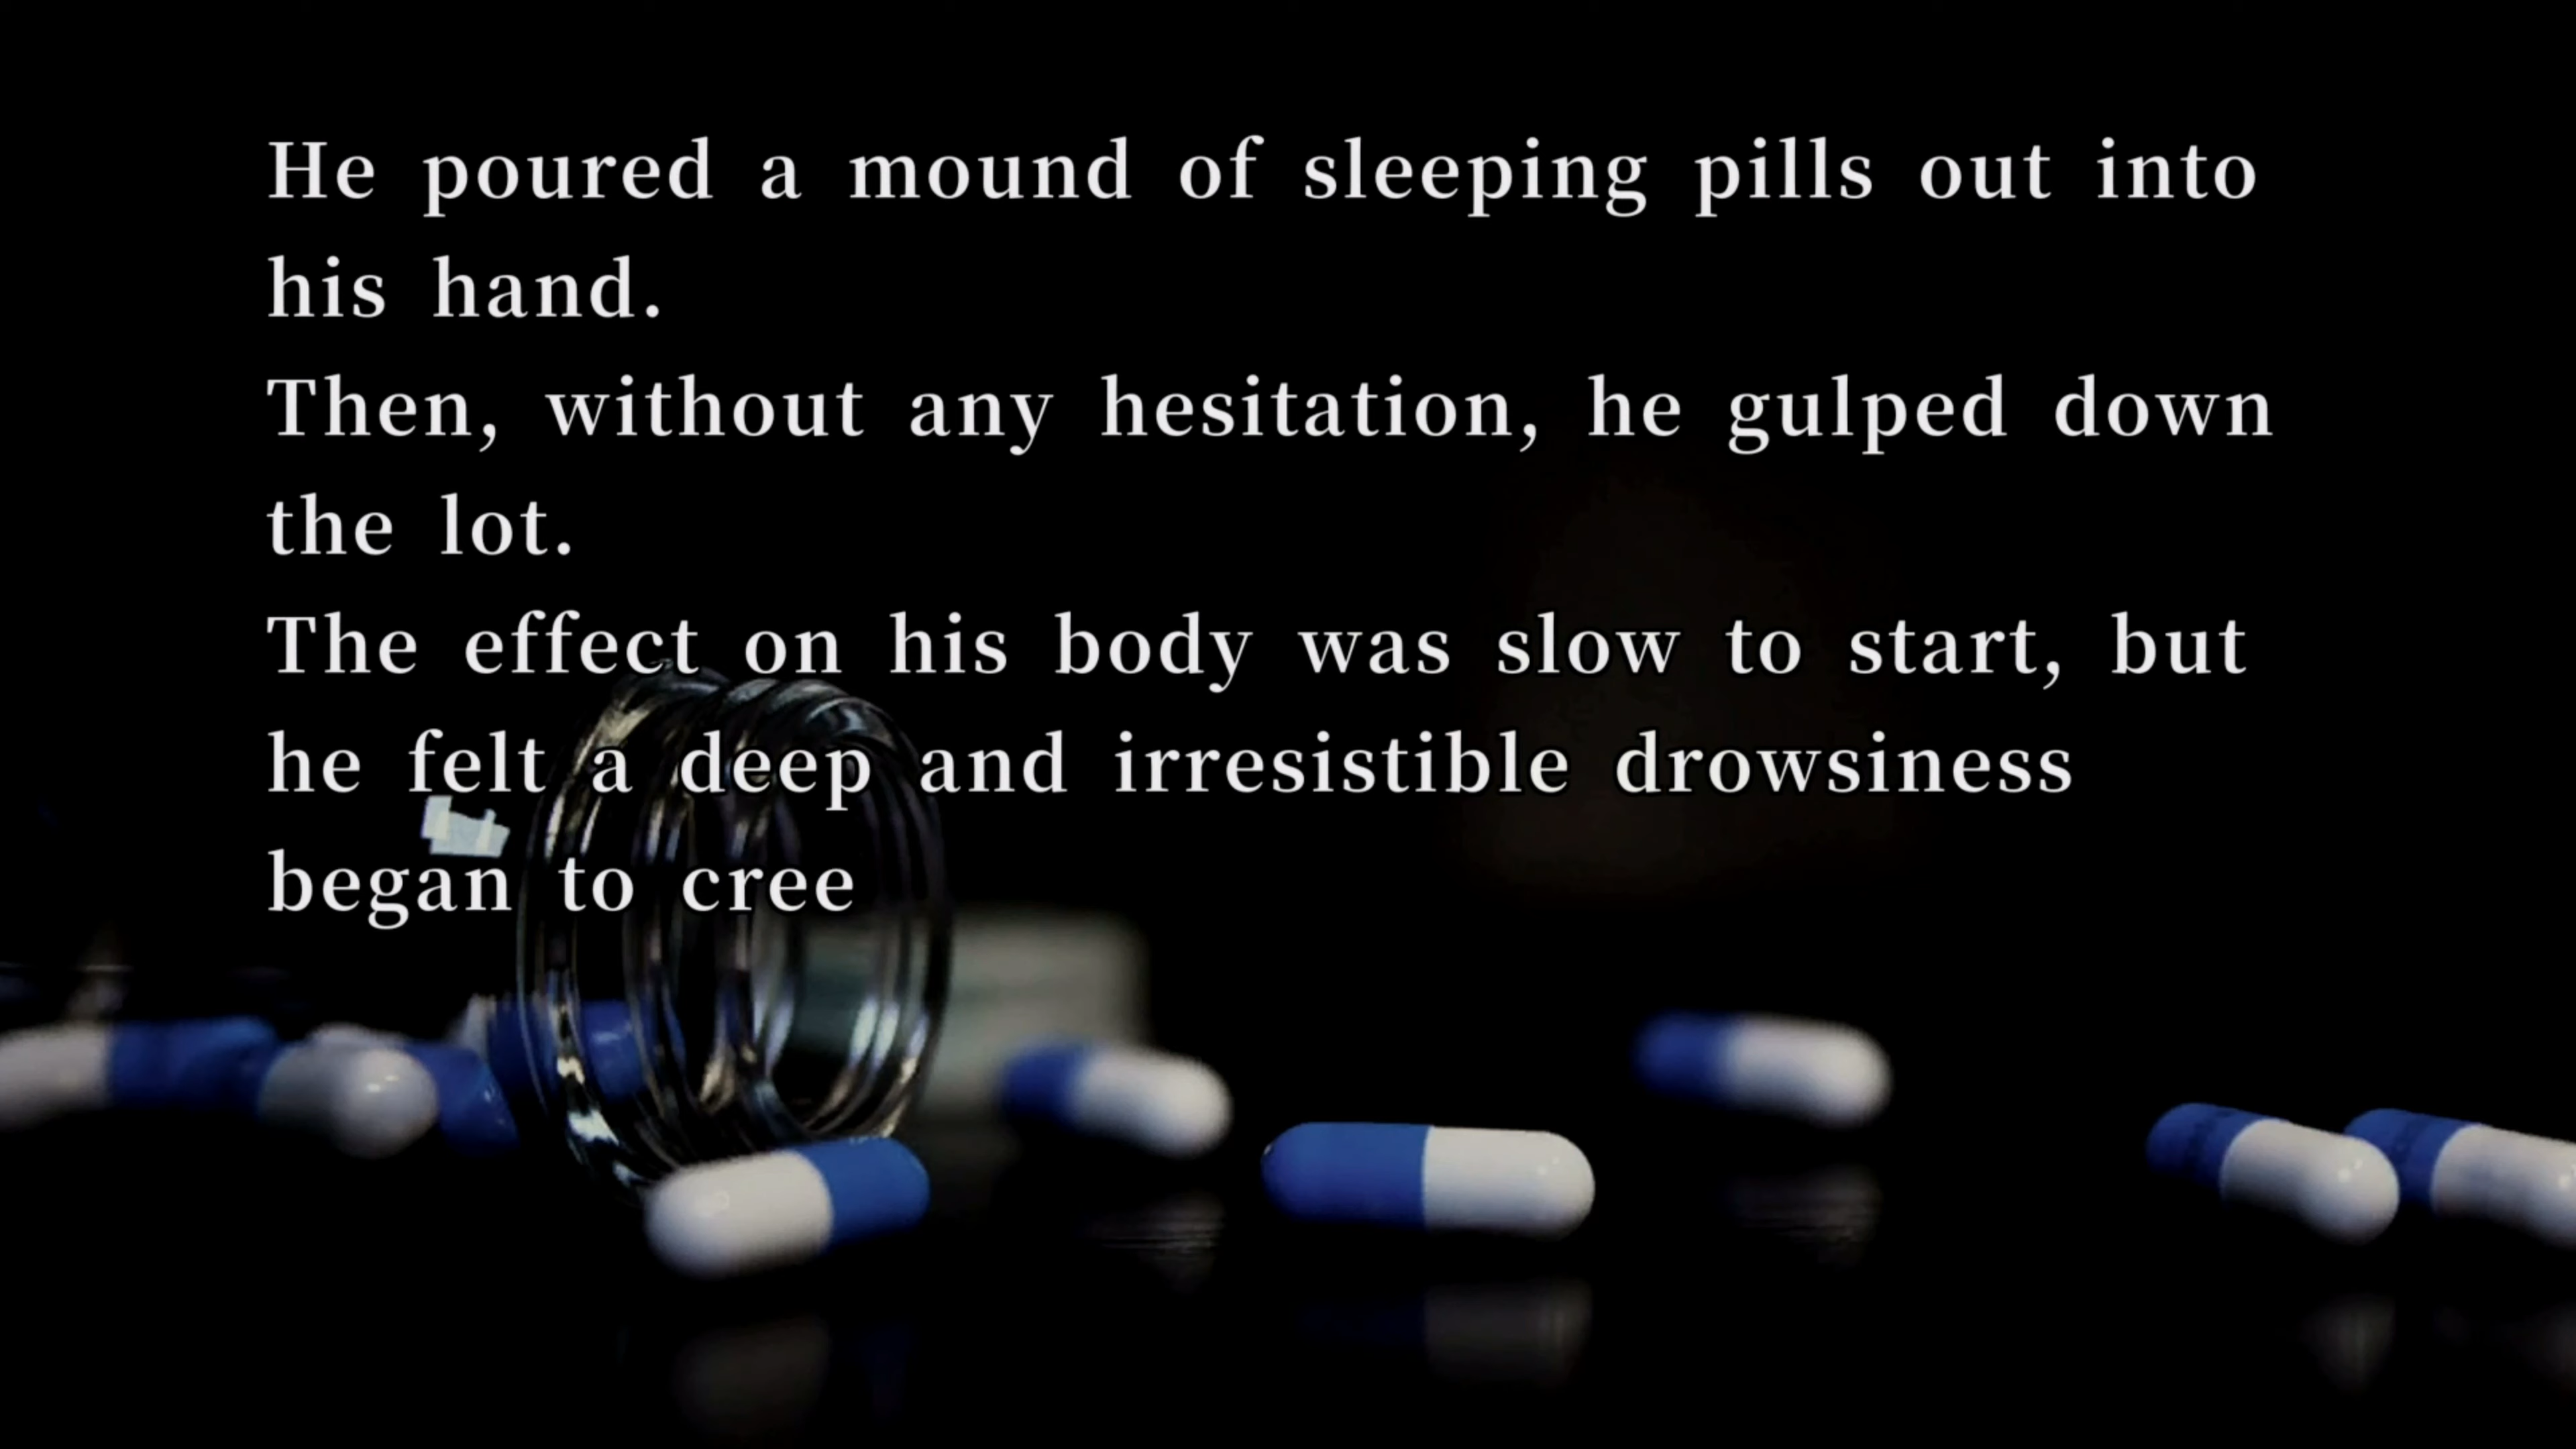 He poured a mound of sleeping pills out into
his hand.
Then, without any hesitation, he gulped down
the lot.
The effect on his body was slow to start, but
he felt a deep and irresistible drowsiness
began to cree